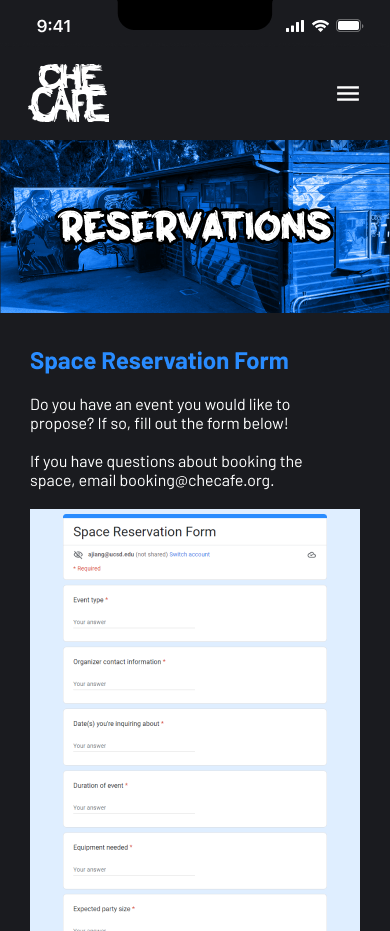 9:41
CHE
CAFE
RESERVATIONS
Space Reservation Form
Do you have an event you would like to
propose? If so, fill out the form below!
If you have questions about booking the
space, email booking@checafe.org.
Space Reservation Form
ajiang@ucsd.edu (not shared) Switch account
* Required
Event type *
Your answer
Organizer contact information *
Your answer
Date(s) you're inquiring about *
Your answer
Duration of event *
Your answer
Equipment needed *
Your answer
Expected party size *